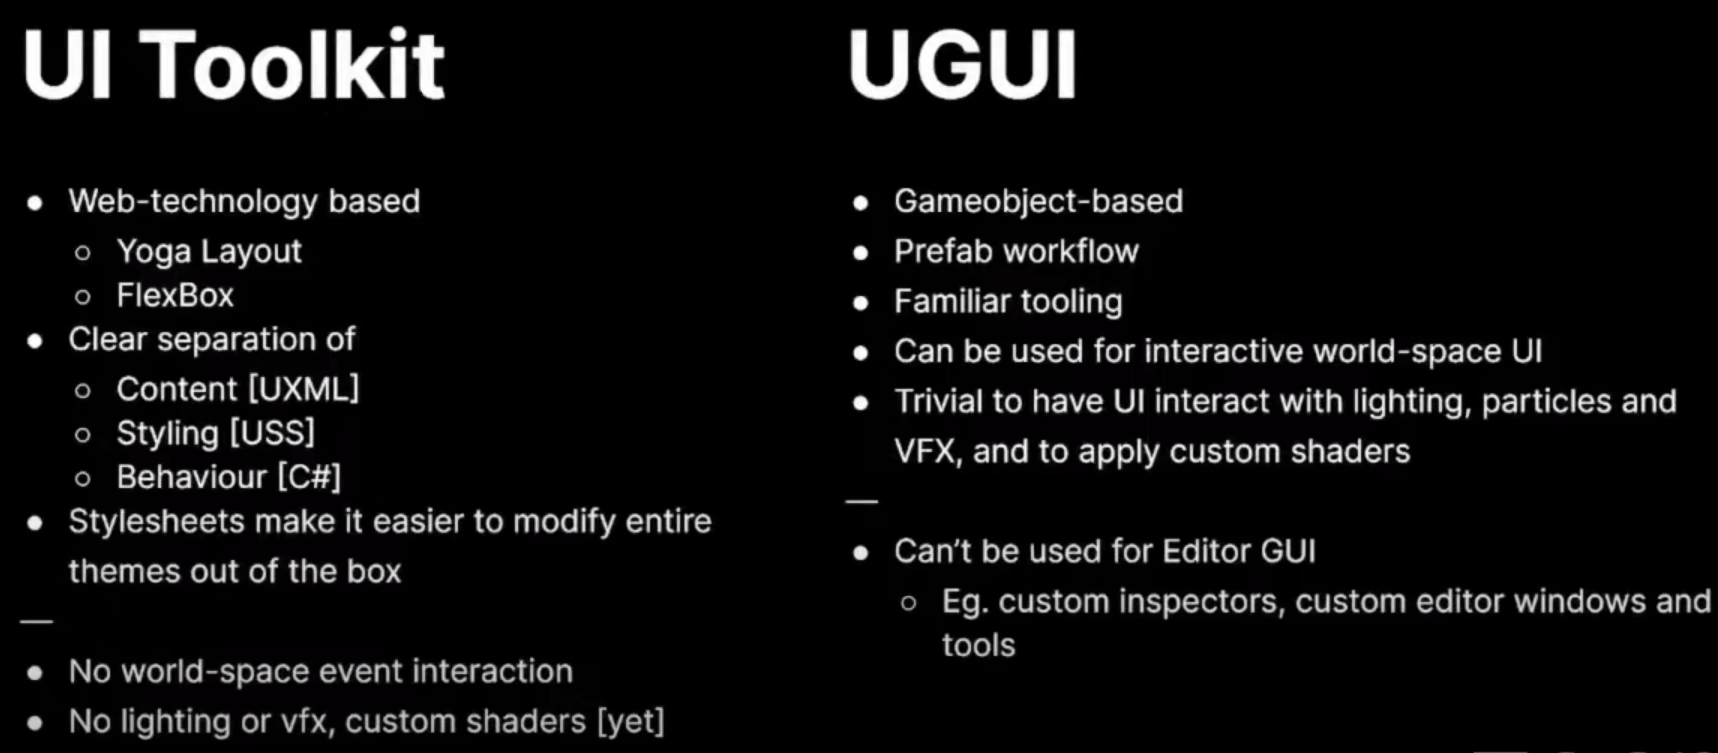 UI Toolkit
● Web-technology based
○ Yoga Layout
○ FlexBox
● Clear separation of
○ Content [UXML]
○ Styling [USS]
○ Behaviour [C#]
● Stylesheets make it easier to modify entire
themes out of the box
—
● No world-space event interaction
● No lighting or vfx, custom shaders [yet]
UGUI
● Gameobject-based
● Prefab workflow
● Familiar tooling
● Can be used for interactive world-space UI
● Trivial to have UI interact with lighting, particles and
VFX, and to apply custom shaders
—
● Can't be used for Editor GUI
○ Eg. custom inspectors, custom editor windows and
tools